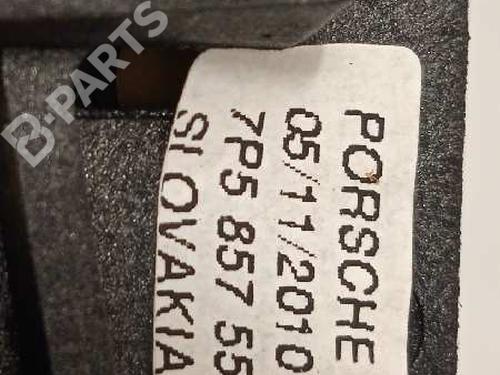 PORSCHE
05/11/2010
7P5 857 55
SLOVAKIA
B-PARTS